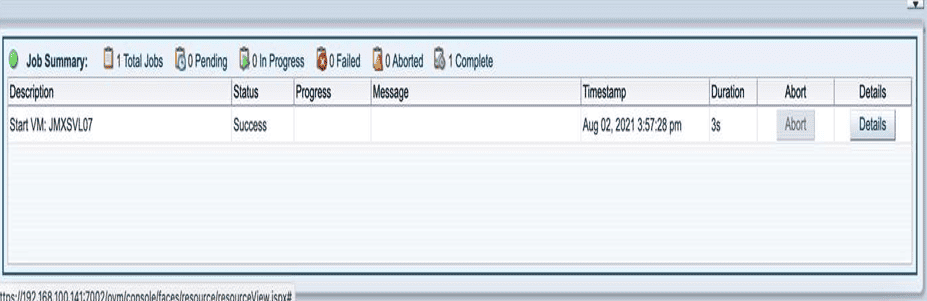 Job Summary: 1 Total Jobs 0 Pending 0 In Progress 0 Failed 0 Aborted 1 Complete
Description Status Progress Message Timestamp Duration Abort Details
Start VM: JMXSVL07 Success Aug 02, 2021 3:57:28 pm 3s Abort Details
ttps://192.168.100.141:7002/ovm/console/faces/resource/resourceView.jspx#